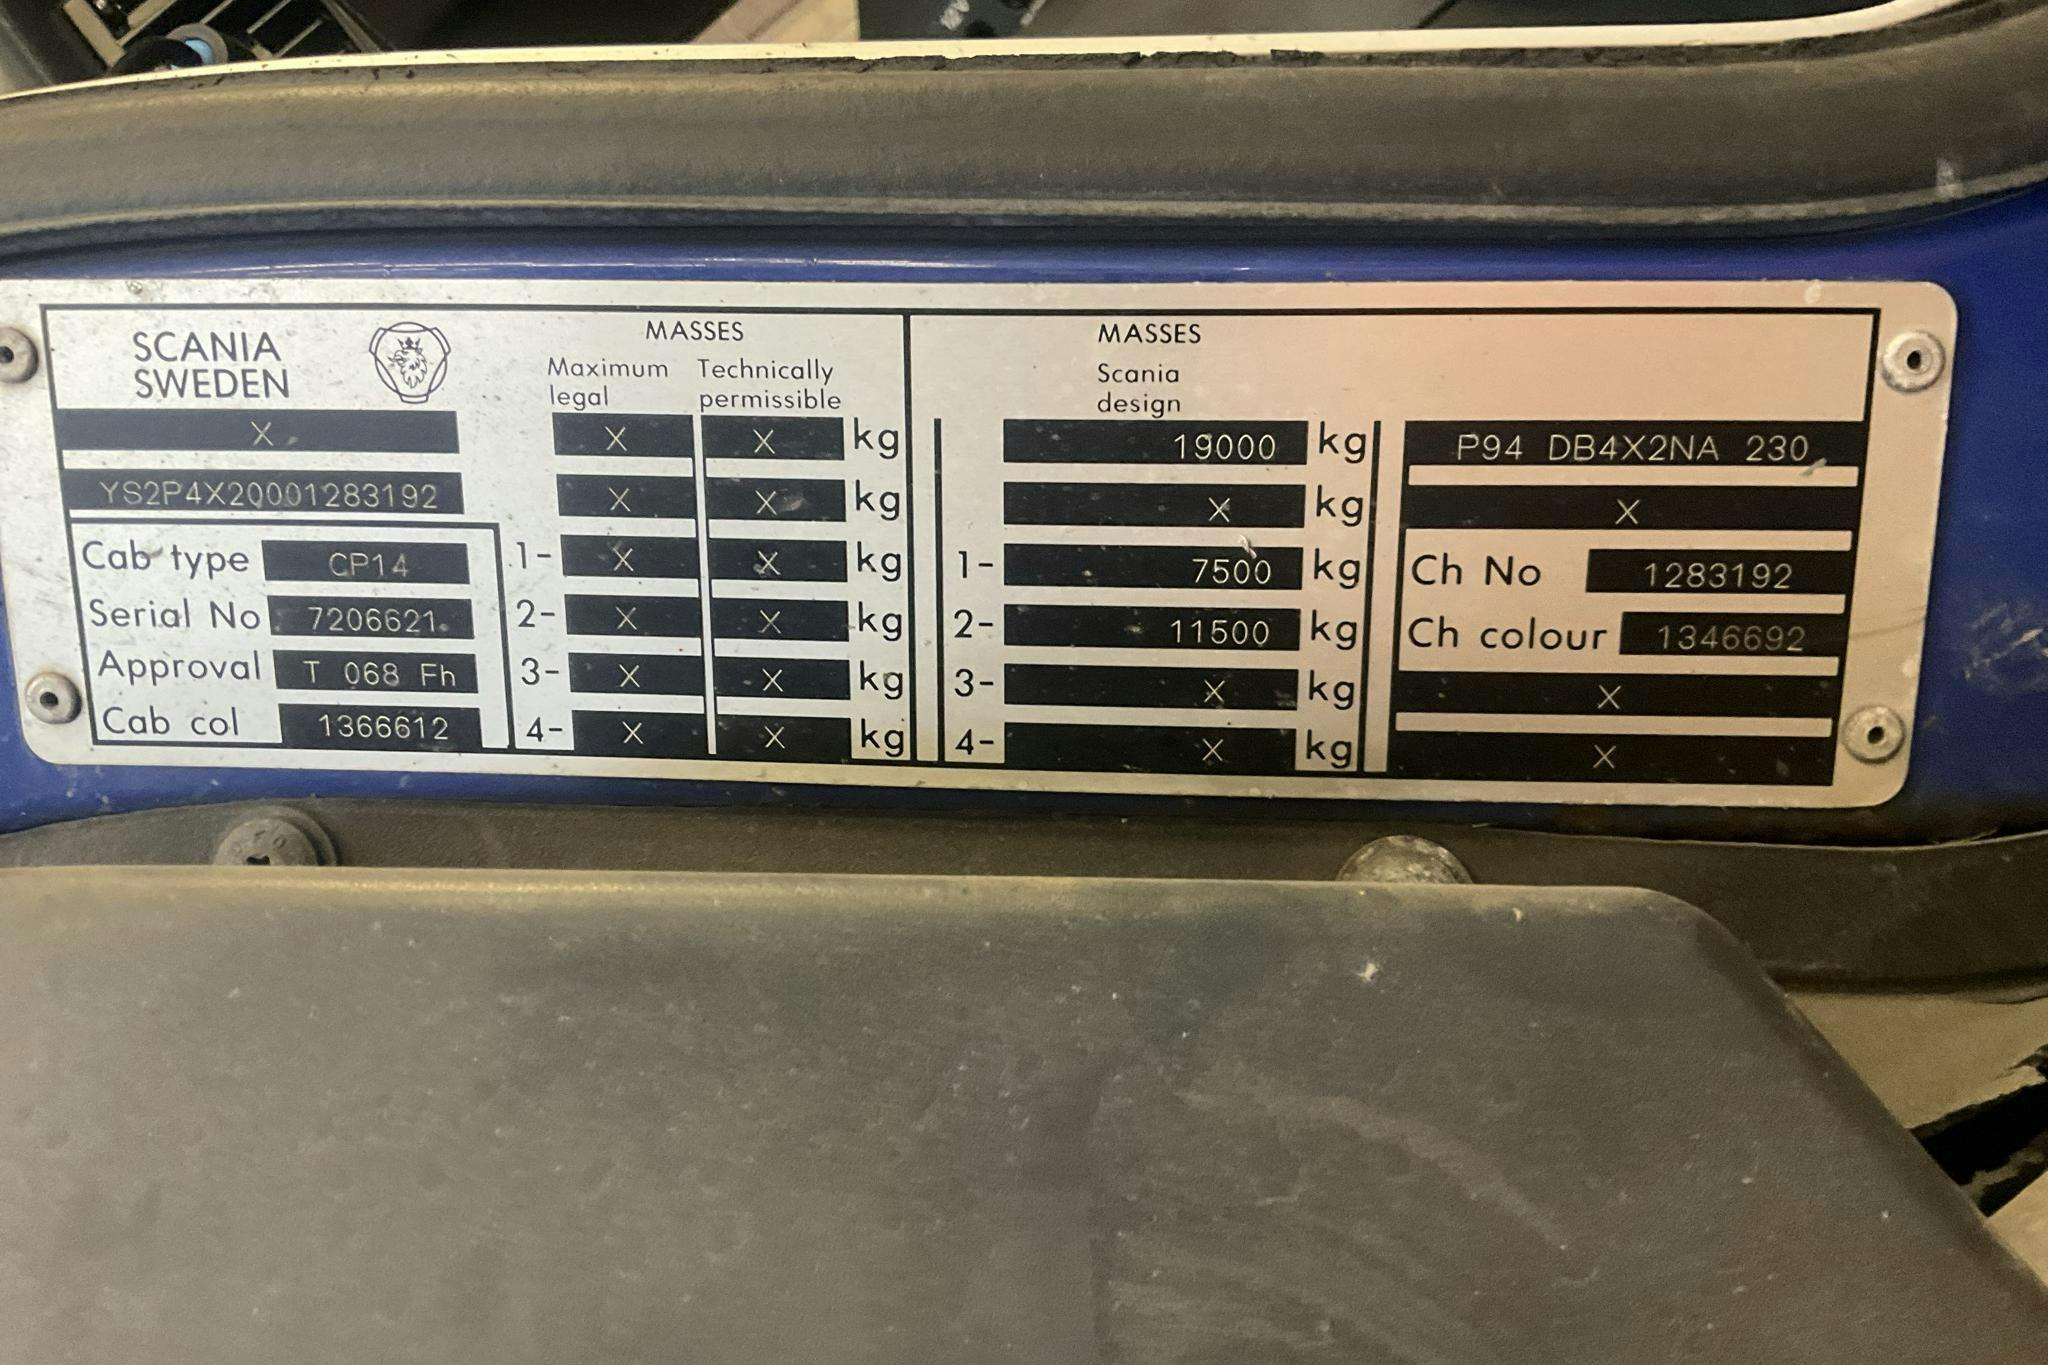 SCANIA
SWEDEN
X
YS2P4X20001283192
Cab type CP14
Serial No 7206621
Approval T 068 Fh
Cab col 1366612
MASSES
Maximum legal Technically permissible
X X kg
X X kg
1- X X kg
2- X X kg
3- X X kg
4- X X kg
MASSES
Scania
design
19000 kg
X kg
1- 7500 kg
2- 11500 kg
3- X kg
4- X kg
P94 DB4X2NA 230
X
Ch No 1283192
Ch colour 1346692
X
X